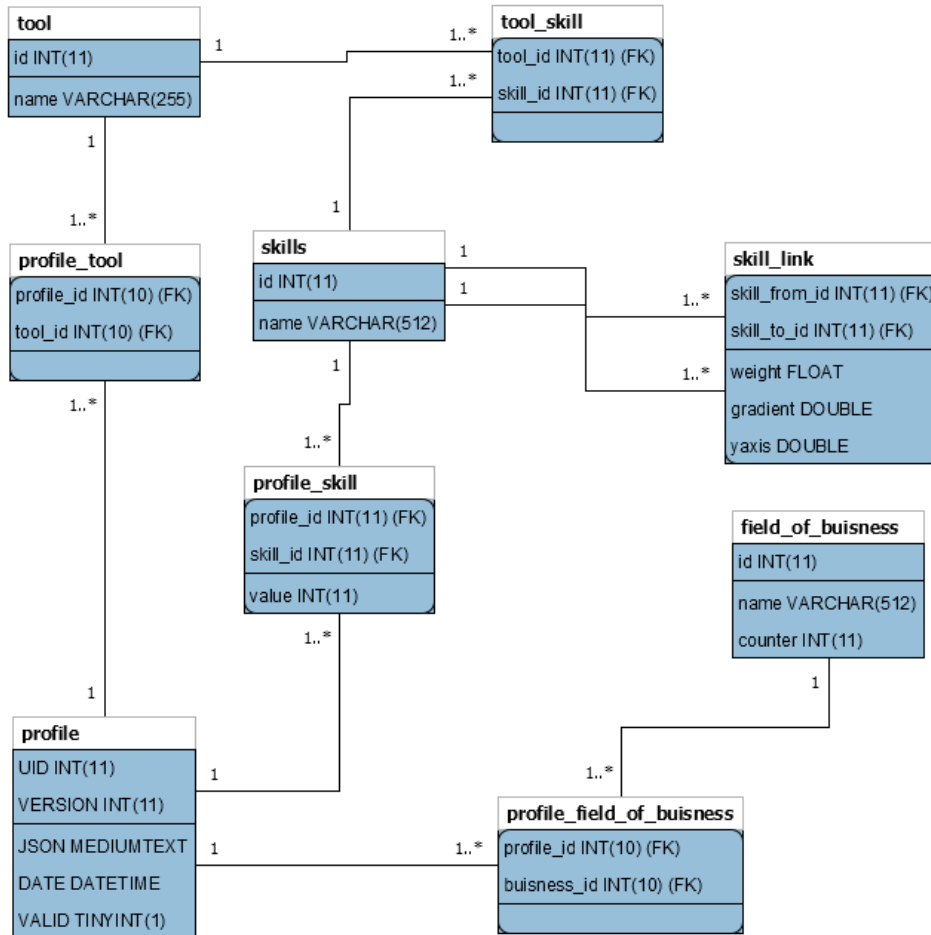 tool
id INT(11)
name VARCHAR(255)
1
1
1..*
tool_skill
tool_id INT(11) (FK)
skill_id INT(11) (FK)
1..*
1
1..*
profile_tool
profile_id INT(10) (FK)
tool_id INT(10) (FK)
1..*
skills
id INT(11)
name VARCHAR(512)
1
1
1
skill_link
skill_from_id INT(11) (FK)
skill_to_id INT(11) (FK)
weight FLOAT
gradient DOUBLE
yaxis DOUBLE
1..*
1..*
1..*
profile_skill
profile_id INT(11) (FK)
skill_id INT(11) (FK)
value INT(11)
1..*
field_of_buisness
id INT(11)
name VARCHAR(512)
counter INT(11)
1
1
profile
UID INT(11)
VERSION INT(11)
JSON MEDIUMTEXT
DATE DATETIME
VALID TINYINT(1)
1
1
1..*
1..*
profile_field_of_buisness
profile_id INT(10) (FK)
buisness_id INT(10) (FK)